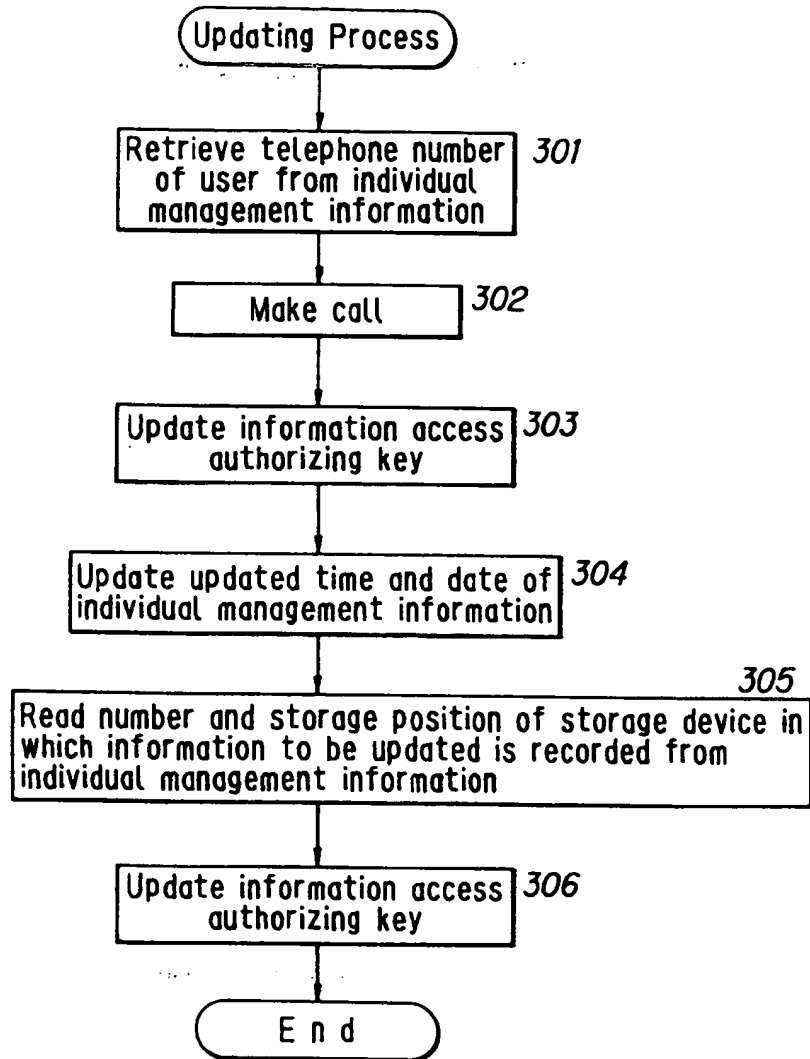 Updating Process
Retrieve telephone number
of user from individual
management information
301
Make call
302
Update information access
authorizing key
303
Update updated time and date of
individual management information
304
305
Read number and storage position of storage device in
which information to be updated is recorded from
individual management information
Update information access
authorizing key
306
End